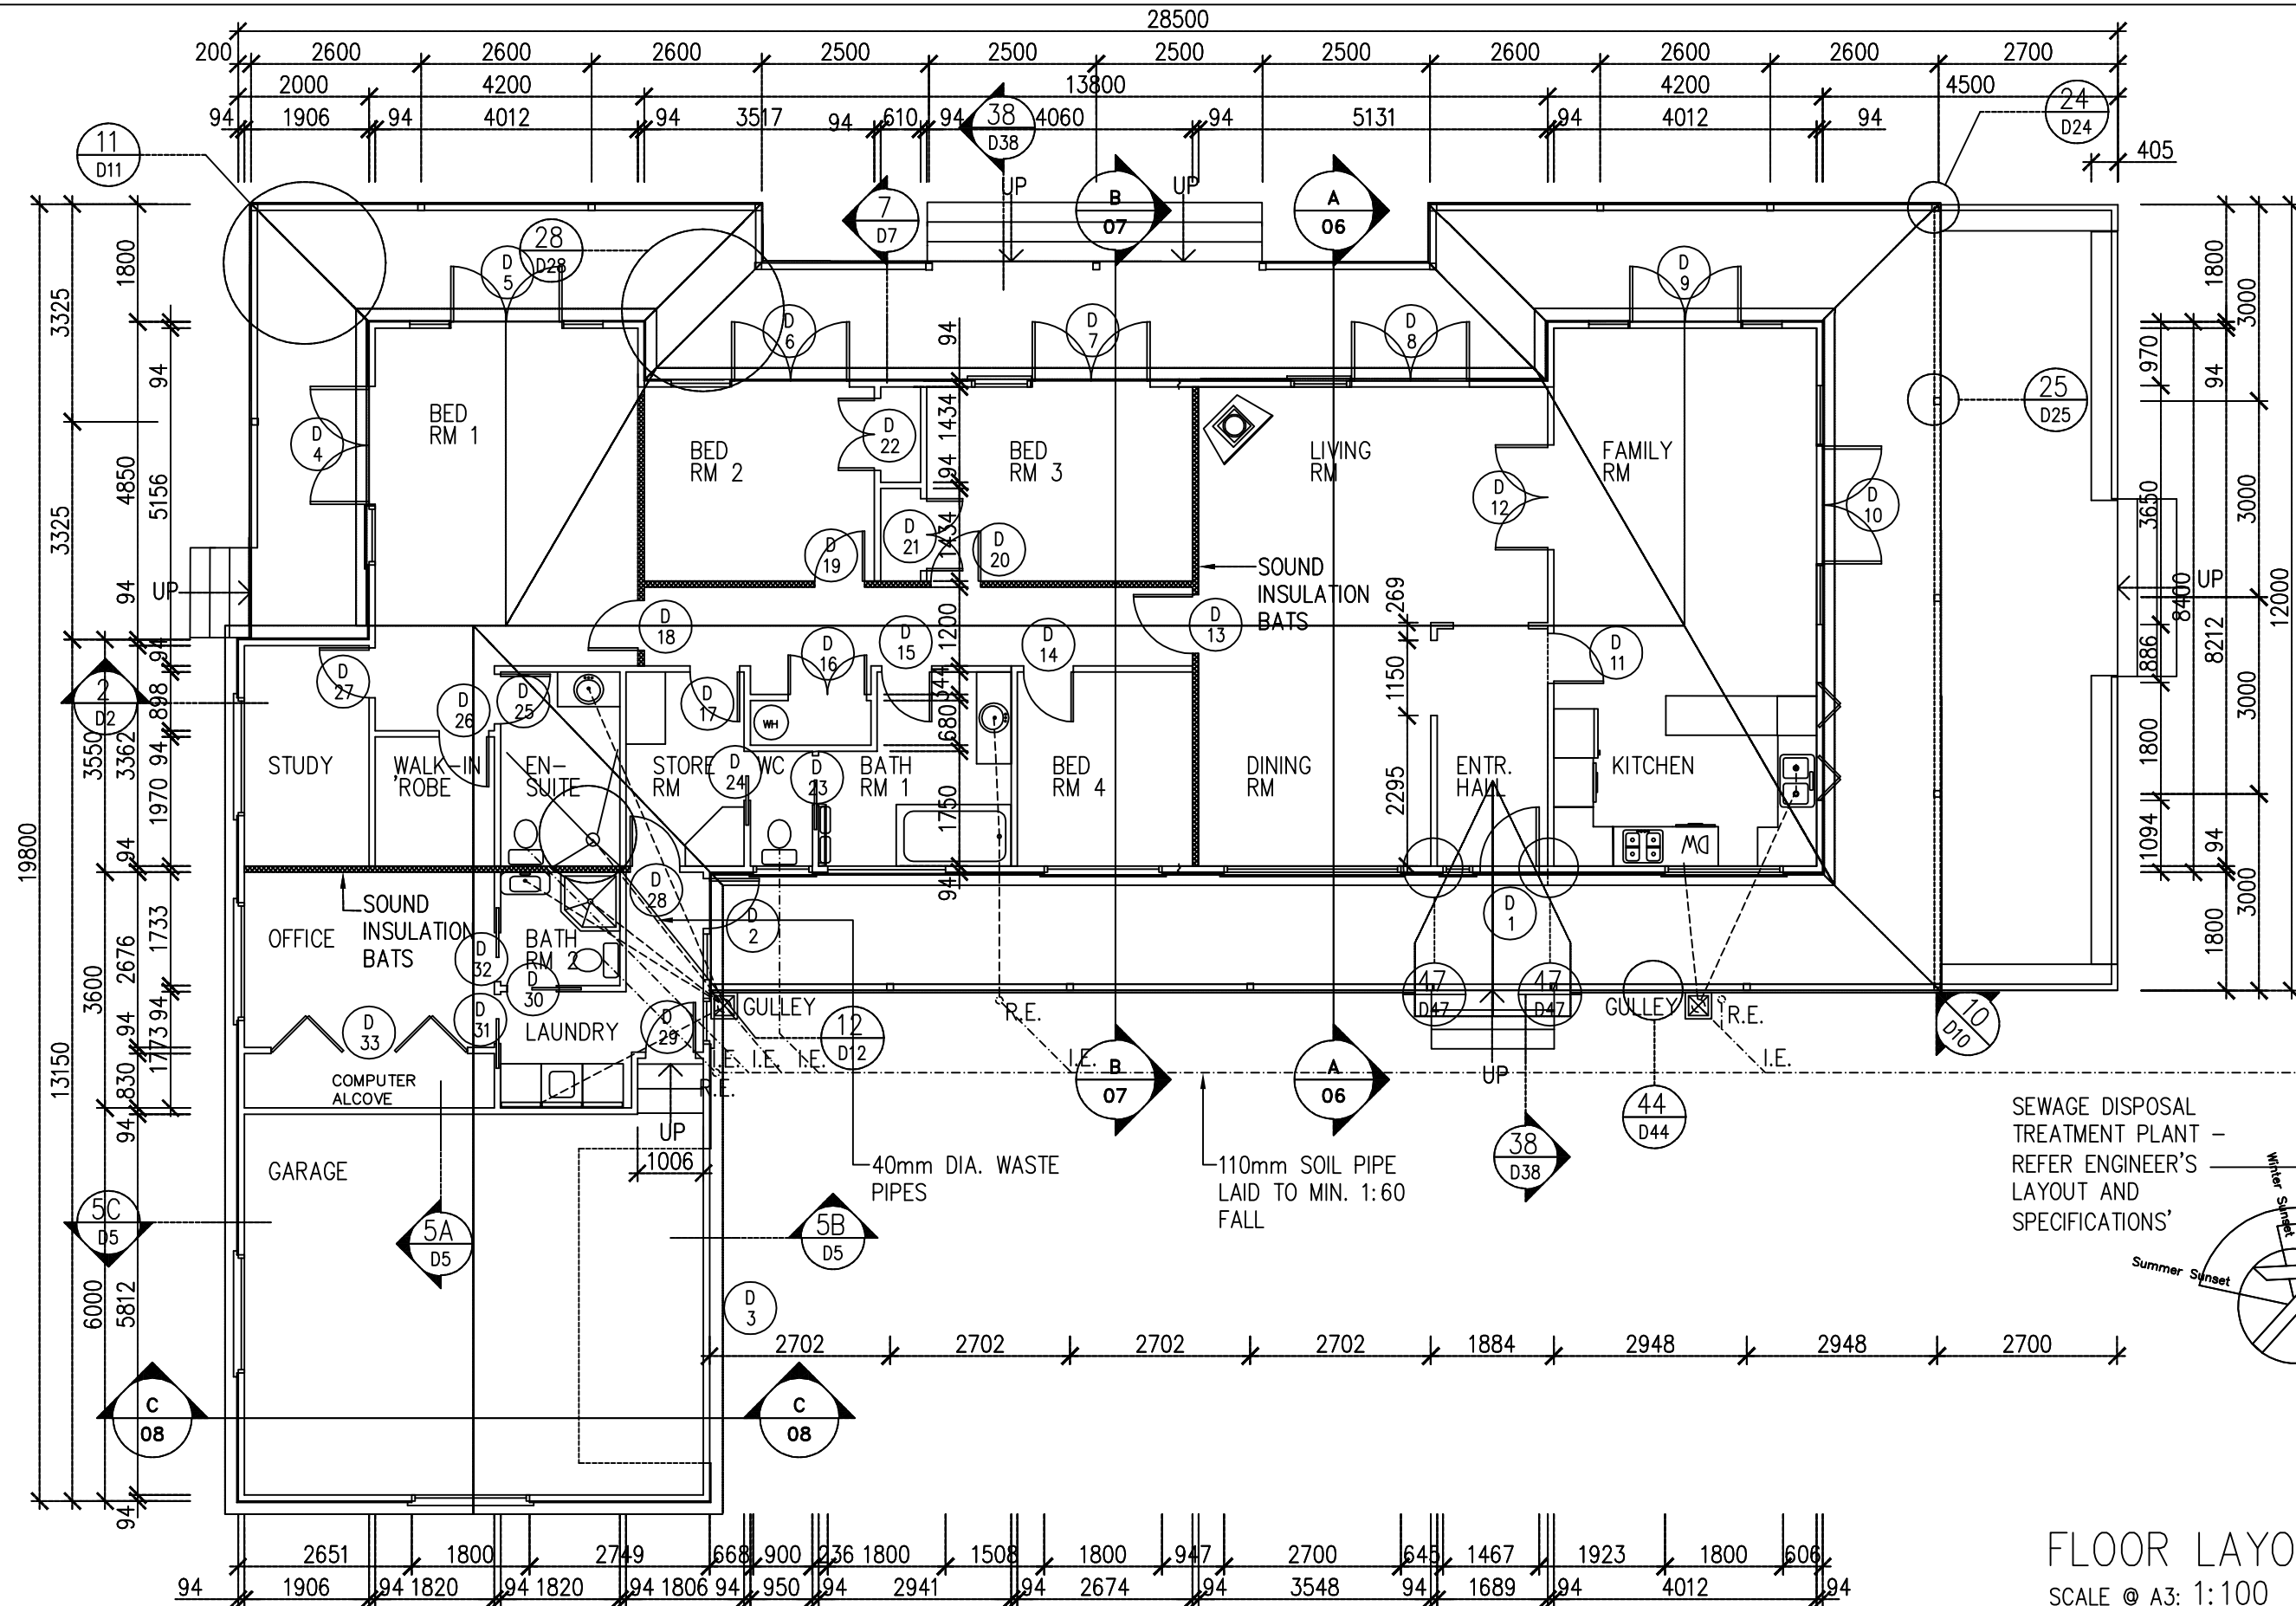 28500
200 2600 2600 2600 2500 2500 2500 2500 2600 2600 2600 2700
2000 4200 13800 4200 4500
94 1906 94 4012 94 3517 94 610 94 4060 94 5131 94 4012 94
38
D38
24
D24
405
11
D11
UP
UP
7
D7
B
07
A
06
28
D28
D
5
D
9
D
6
D
7
D
8
25
D25
BED
RM 1
D
4
BED
RM 2
D
22
BED
RM 3
LIVING
RM
FAMILY
RM
D
12
D
10
D
19
D
21
D
20
SOUND
INSULATION
BATS
UP
UP
D
18
D
16
D
15
D
14
D
13
D
11
D
27
D
26
D
25
D
17
WH
2
D2
STUDY
WALK-IN
'ROBE
EN-
SUITE
STORE
RM
D
24
WC
D
23
BATH
RM 1
BED
RM 4
DINING
RM
ENTR.
HALL
KITCHEN
DW
SOUND
INSULATION
BATS
OFFICE
BATH
RM 2
D
28
D
2
D
1
D
32
D
30
D
31
D
33
D
29
LAUNDRY
GULLEY
12
D12
R.E.
47
D47
47
D47
GULLEY
R.E.
10
D10
I.E. I.E. I.E.
I.E.
I.E.
R.E.
COMPUTER
ALCOVE
B
07
A
06
UP
44
D44
38
D38
UP
1006
GARAGE
40mm DIA. WASTE
PIPES
110mm SOIL PIPE
LAID TO MIN. 1:60
FALL
SEWAGE DISPOSAL
TREATMENT PLANT -
REFER ENGINEER'S
LAYOUT AND
SPECIFICATIONS'
Winter Sunset
Summer Sunset
5C
D5
5A
D5
5B
D5
D
3
C
08
C
08
19800
3325 3325 13150
3550 3600 6000
1800 4850 94 3362 2676 94 830 94 5812 94
94 5156 94 898 94 1970 94 1733 94 1773
94 1434 94 1434 1200 344 680 1750 94
269 1150 2295
970 3650 886 1800 1094
8400
1800 94 8212 94 1800
3000 3000 3000 3000
12000
2702 2702 2702 2702 1884 2948 2948 2700
2651 1800 2749 668 900 236 1800 1508 1800 947 2700 645 1467 1923 1800 606
94 1906 94 1820 94 1820 94 1806 94 950 94 2941 94 2674 94 3548 94 1689 94 4012 94
FLOOR LAYO
SCALE @ A3: 1:100